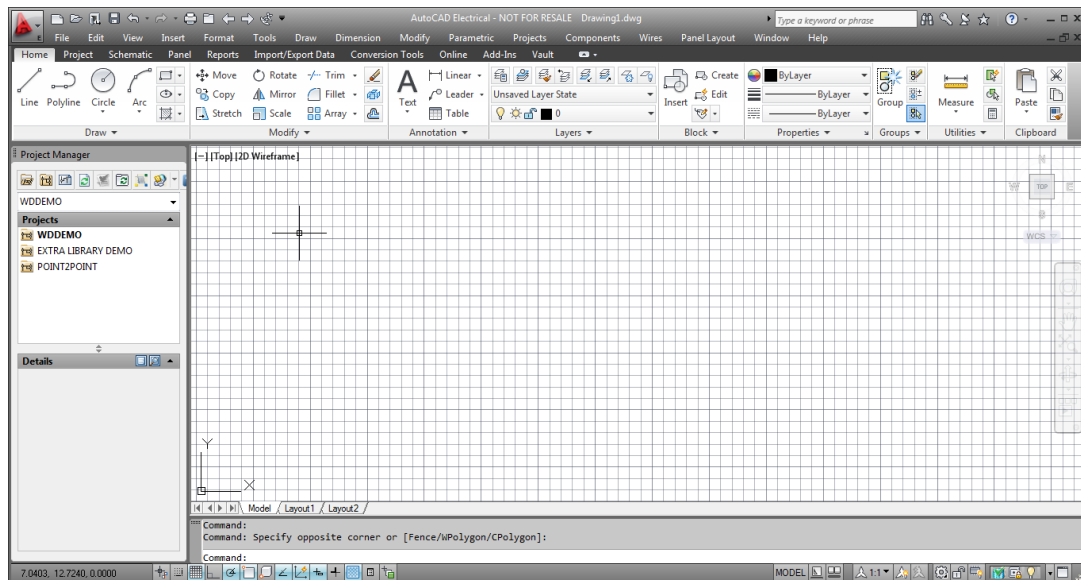 AutoCAD Electrical - NOT FOR RESALE Drawing1.dwg Type a keyword or phrase
File Edit View Insert Format Tools Draw Dimension Modify Parametric Projects Components Wires Panel Layout Window Help
Home Project Schematic Panel Reports Import/Export Data Conversion Tools Online Add-Ins Vault
Move Rotate Trim Linear Unsaved Layer State Create ByLayer
Line Polyline Circle Arc Copy Mirror Fillet Text Leader Insert Edit ByLayer Group Measure Paste
Stretch Scale Array Table 0 ByLayer
Draw Modify Annotation Layers Block Properties Groups Utilities Clipboard
Project Manager
[−] [Top] [2D Wireframe]
N
W TOP E
WDDEMO
Projects
WDDEMO
WCS
EXTRA LIBRARY DEMO
POINT2POINT
Details
Y
X
Model Layout1 Layout2
Command:
Command: Specify opposite corner or [Fence/WPolygon/CPolygon]:
Command:
7.0403, 12.7240, 0.0000 MODEL 1:1